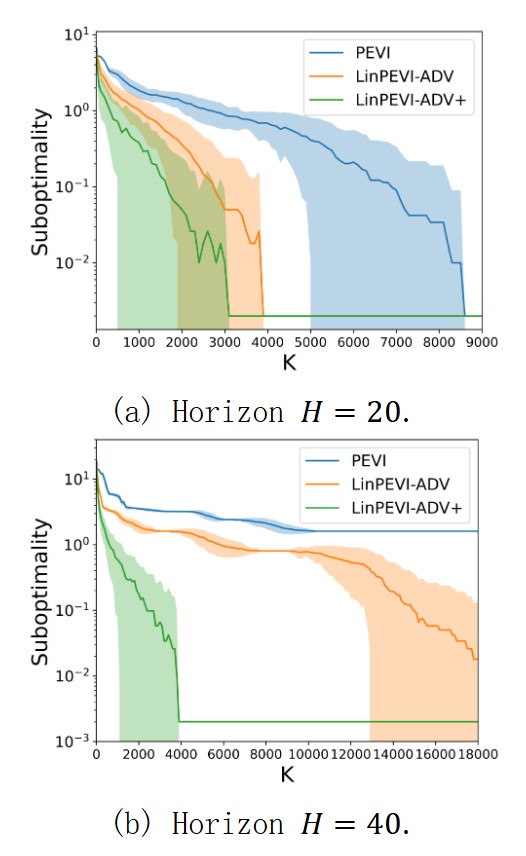 10¹
10⁰
10⁻¹
10⁻²
Suboptimality
PEVI
LinPEVI-ADV
LinPEVI-ADV+
0 1000 2000 3000 4000 5000 6000 7000 8000 9000
K
(a) Horizon H = 20.
10¹
10⁰
10⁻¹
10⁻²
10⁻³
Suboptimality
PEVI
LinPEVI-ADV
LinPEVI-ADV+
0 2000 4000 6000 8000 10000 12000 14000 16000 18000
K
(b) Horizon H = 40.